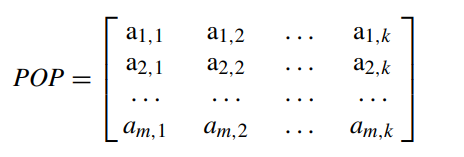 a1,1 a1,2 ... a1,k
POP = a2,1 a2,2 ... a2,k
... ... ... ...
am,1 am,2 ... am,k